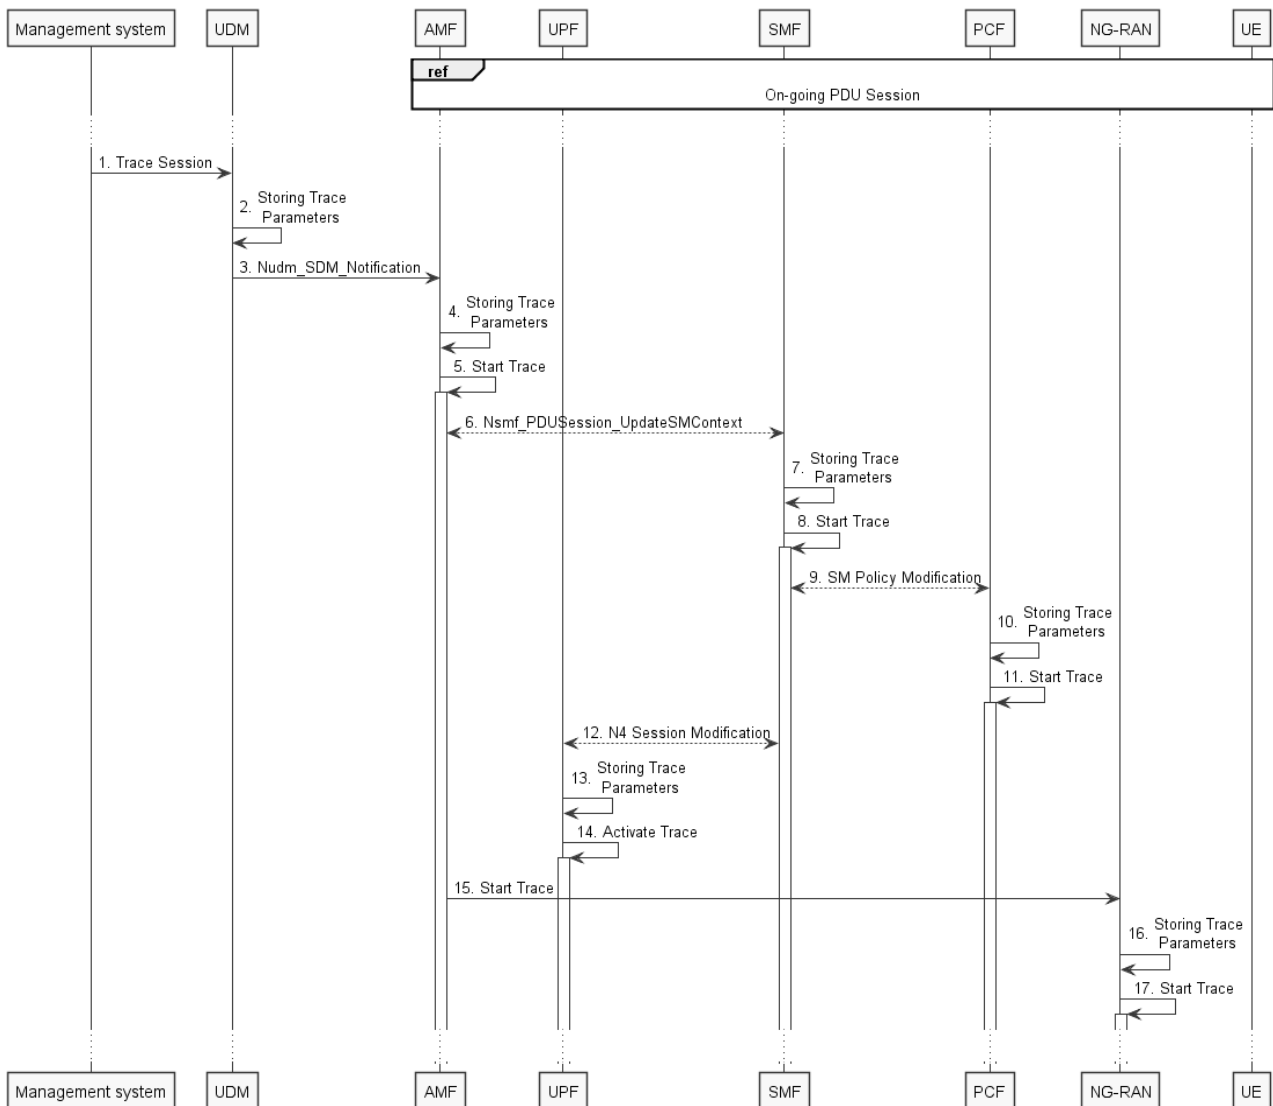 Management system UDM AMF UPF SMF PCF NG-RAN UE
ref
On-going PDU Session
1. Trace Session
2. Storing Trace
Parameters
3. Nudm_SDM_Notification
4. Storing Trace
Parameters
5. Start Trace
6. Nsmf_PDUSession_UpdateSMContext
7. Storing Trace
Parameters
8. Start Trace
9. SM Policy Modification
10. Storing Trace
Parameters
11. Start Trace
12. N4 Session Modification
13. Storing Trace
Parameters
14. Activate Trace
15. Start Trace
16. Storing Trace
Parameters
17. Start Trace
Management system UDM AMF UPF SMF PCF NG-RAN UE